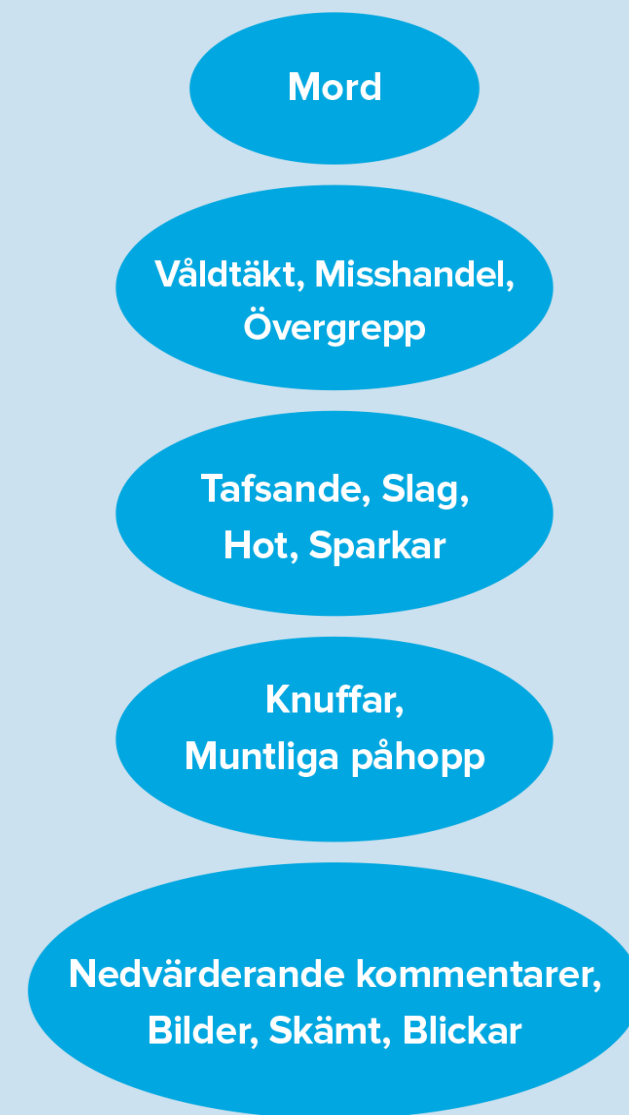 Mord
Våldtäkt, Misshandel,
Övergrepp
Tafsande, Slag,
Hot, Sparkar
Knuffar,
Muntliga påhopp
Nedvärderande kommentarer,
Bilder, Skämt, Blickar